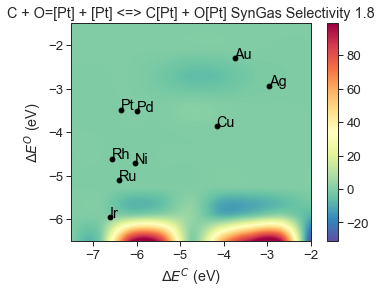 C + O=[Pt] + [Pt] <=> C[Pt] + O[Pt] SynGas Selectivity 1.8
−2
−3
−4
−5
−6
ΔE^O (eV)
Au
Ag
Pt
Pd
Cu
Rh
Ni
Ru
Ir
−7
−6
−5
−4
−3
−2
ΔE^C (eV)
80
60
40
20
0
−20